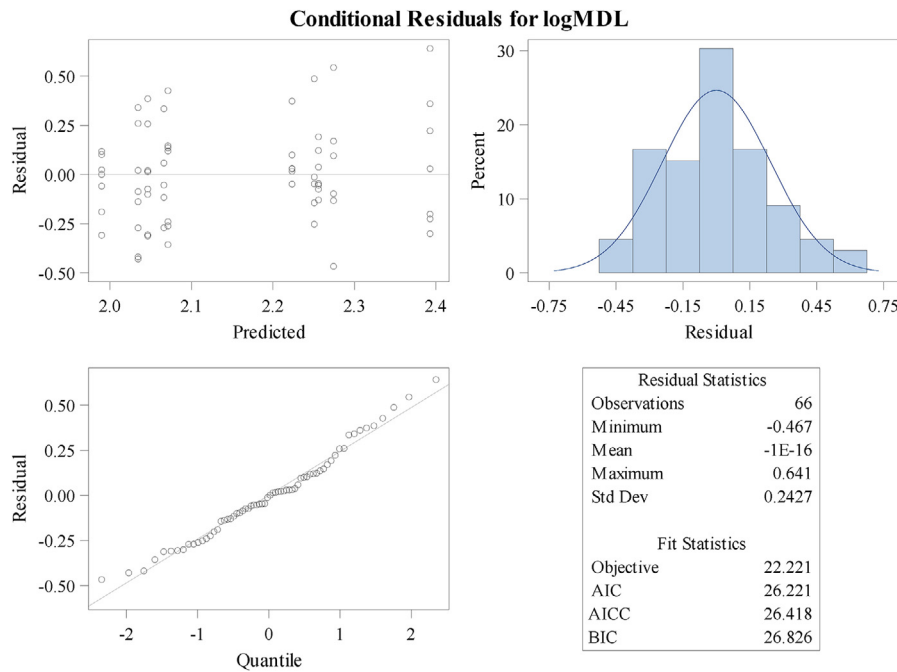 Conditional Residuals for logMDL
0.50
0.25
0.00
-0.25
-0.50
Residual
2.0 2.1 2.2 2.3 2.4
Predicted
30
20
10
0
Percent
-0.75 -0.45 -0.15 0.15 0.45 0.75
Residual
0.50
0.25
0.00
-0.25
-0.50
Residual
-2 -1 0 1 2
Quantile
Residual Statistics
Observations 66
Minimum -0.467
Mean -1E-16
Maximum 0.641
Std Dev 0.2427
Fit Statistics
Objective 22.221
AIC 26.221
AICC 26.418
BIC 26.826